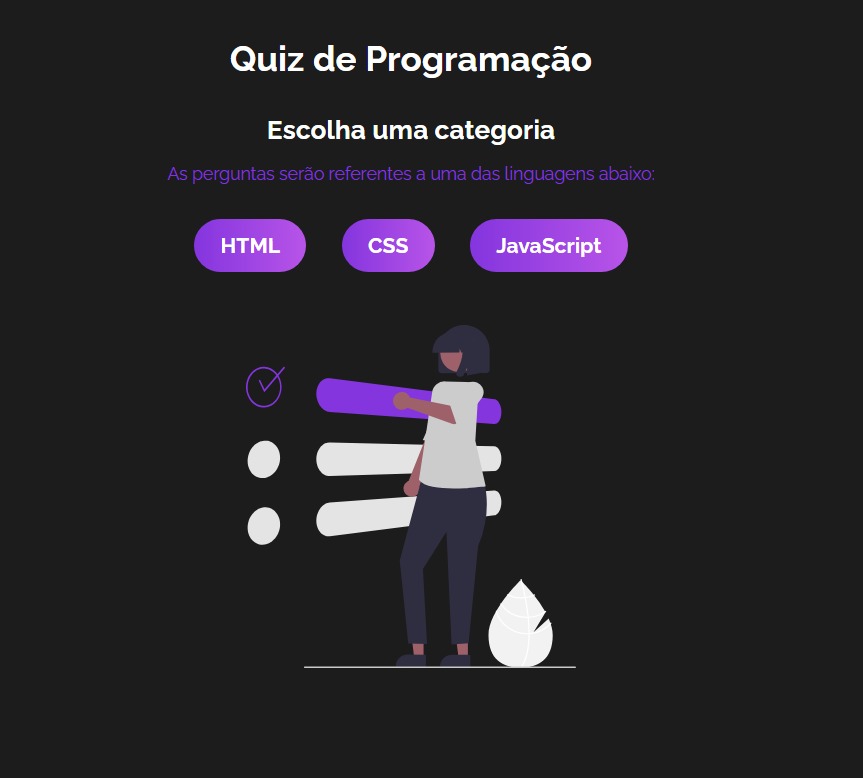 Quiz de Programação
Escolha uma categoria
As perguntas serão referentes a uma das linguagens abaixo:
HTML
CSS
JavaScript